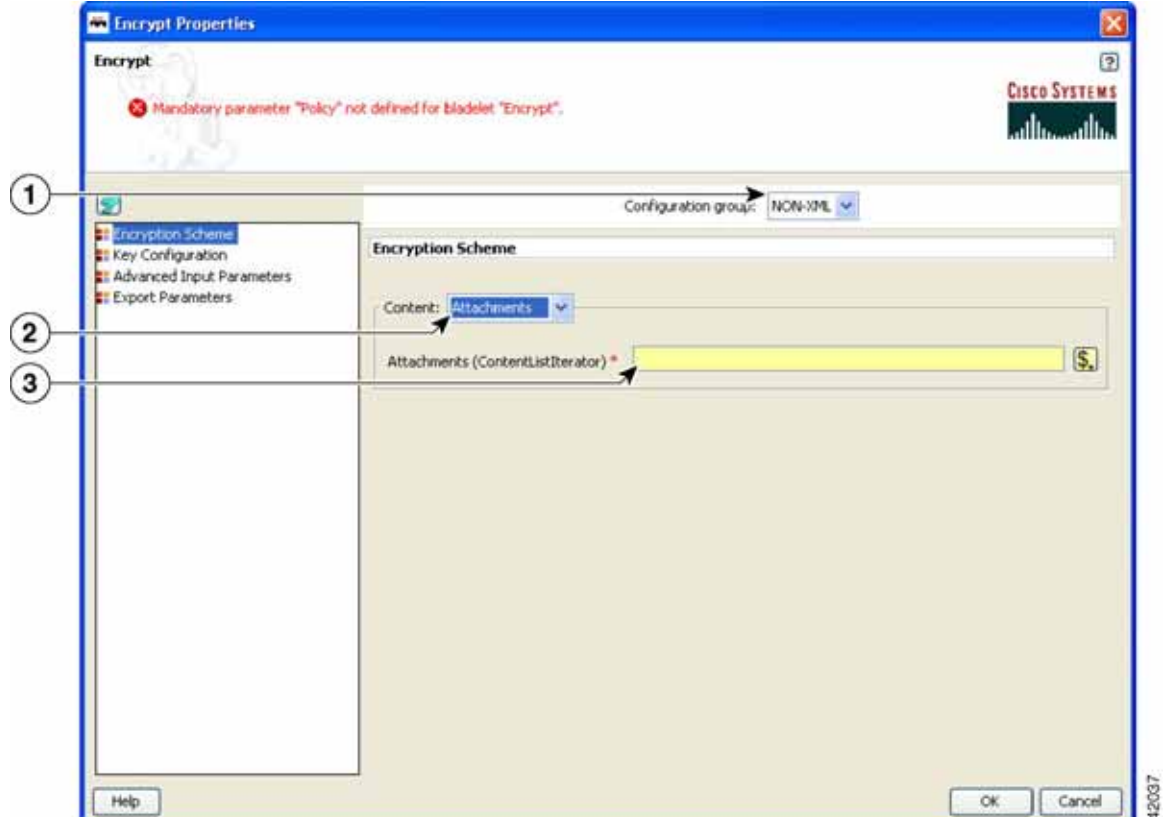 Encrypt Properties
Encrypt
Mandatory parameter "Policy" not defined for bladelet "Encrypt".
CISCO SYSTEMS
1
Configuration group: NON-XML
Encryption Scheme
Key Configuration
Advanced Input Parameters
Export Parameters
Encryption Scheme
Content: Attachments
2
Attachments (ContentListIterator) *
$
3
Help
OK
Cancel
42037